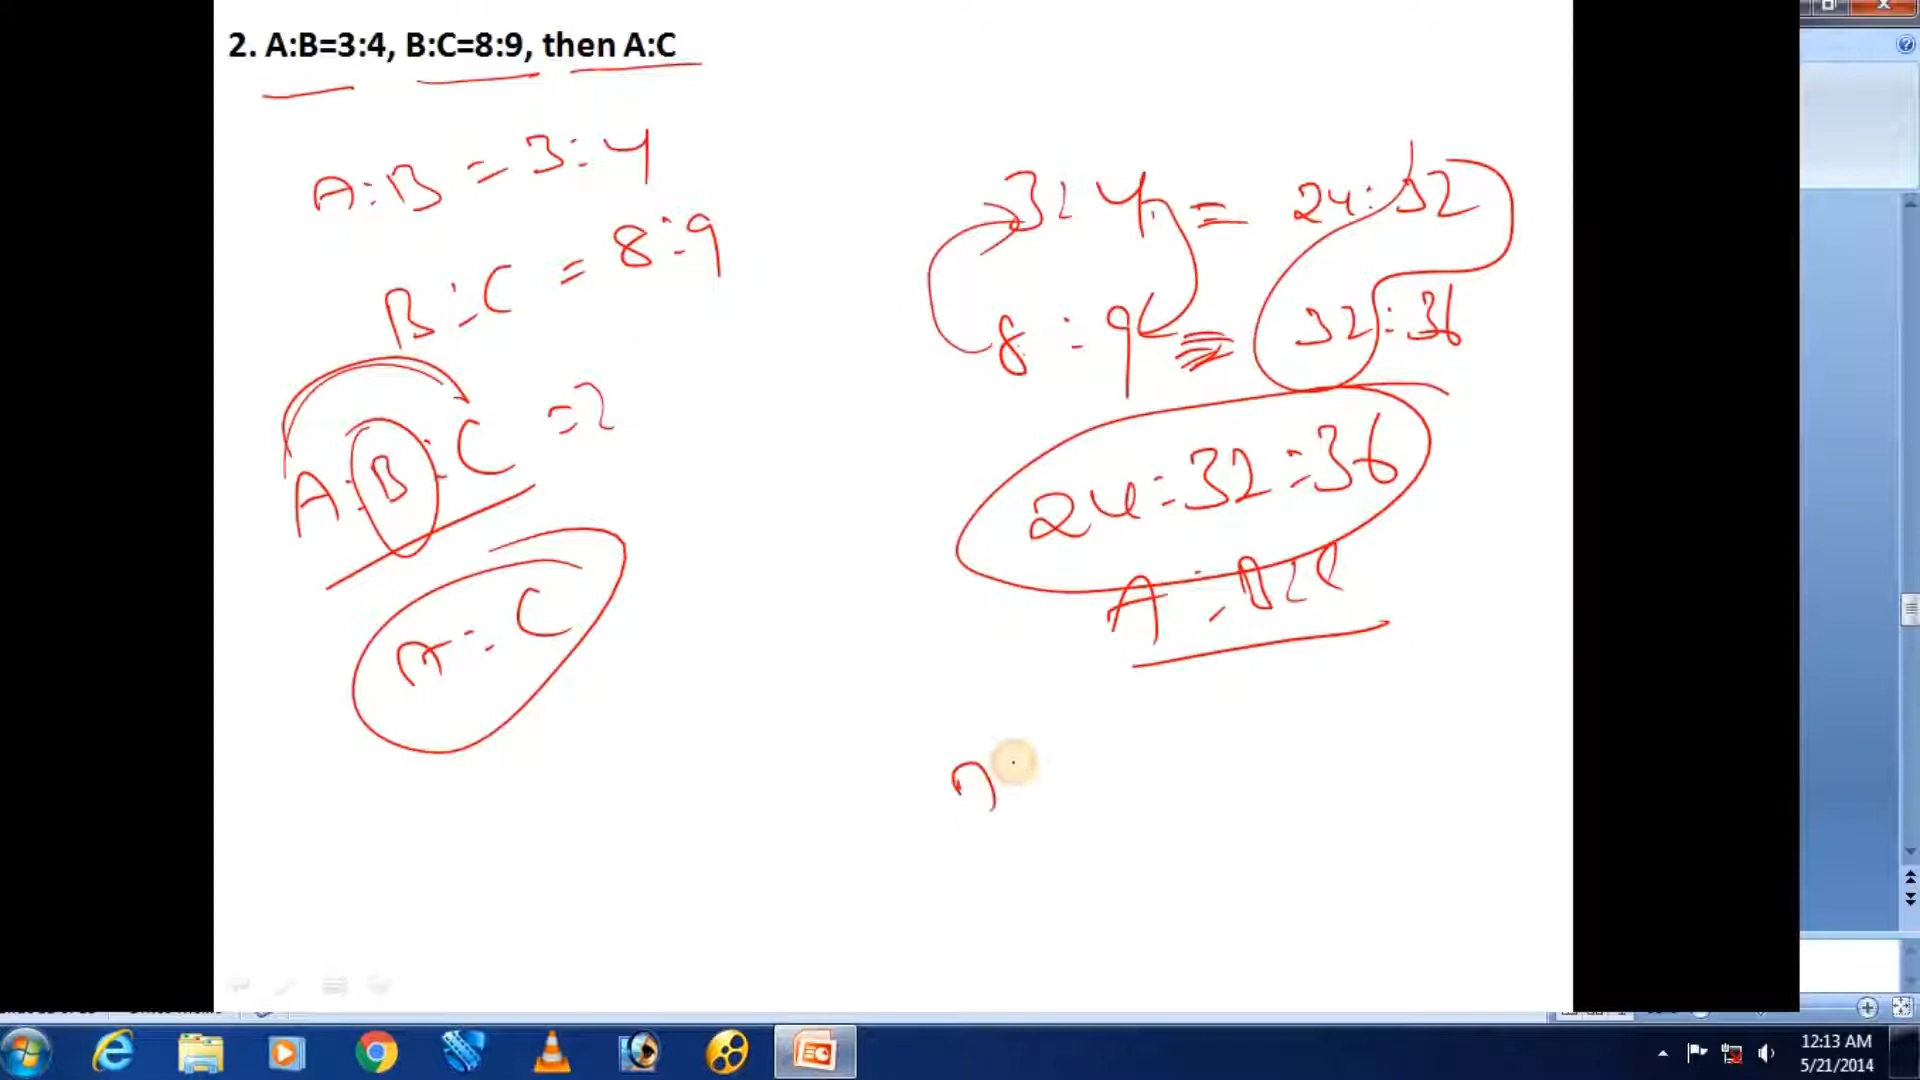 2. A:B=3:4, B:C=8:9, then A:C
A:B = 3:4
B:C = 8:9
A:B:C = ?
A:C
3:4 = 24:32
8:9 = 32:36
24:32:36
A:B:C
12:13 AM
5/21/2014